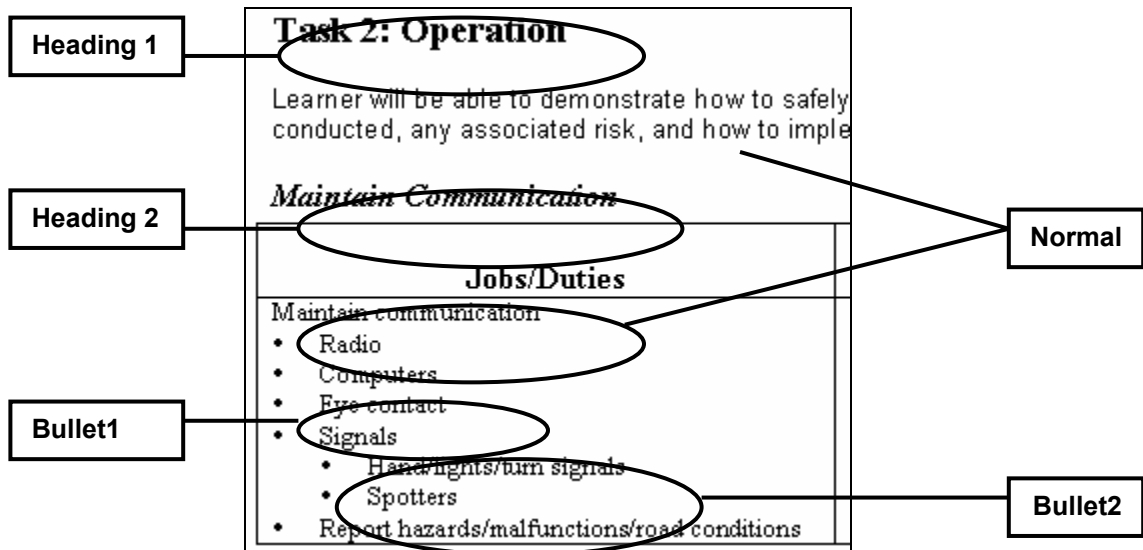 Heading 1
Task 2: Operation
Learner will be able to demonstrate how to safely
conducted, any associated risk, and how to imple
Heading 2
Maintain Communication
Normal
Jobs/Duties
Maintain communication
• Radio
• Computers
• Eye contact
Bullet1
• Signals
• Hand/lights/turn signals
• Spotters
Bullet2
• Report hazards/malfunctions/road conditions